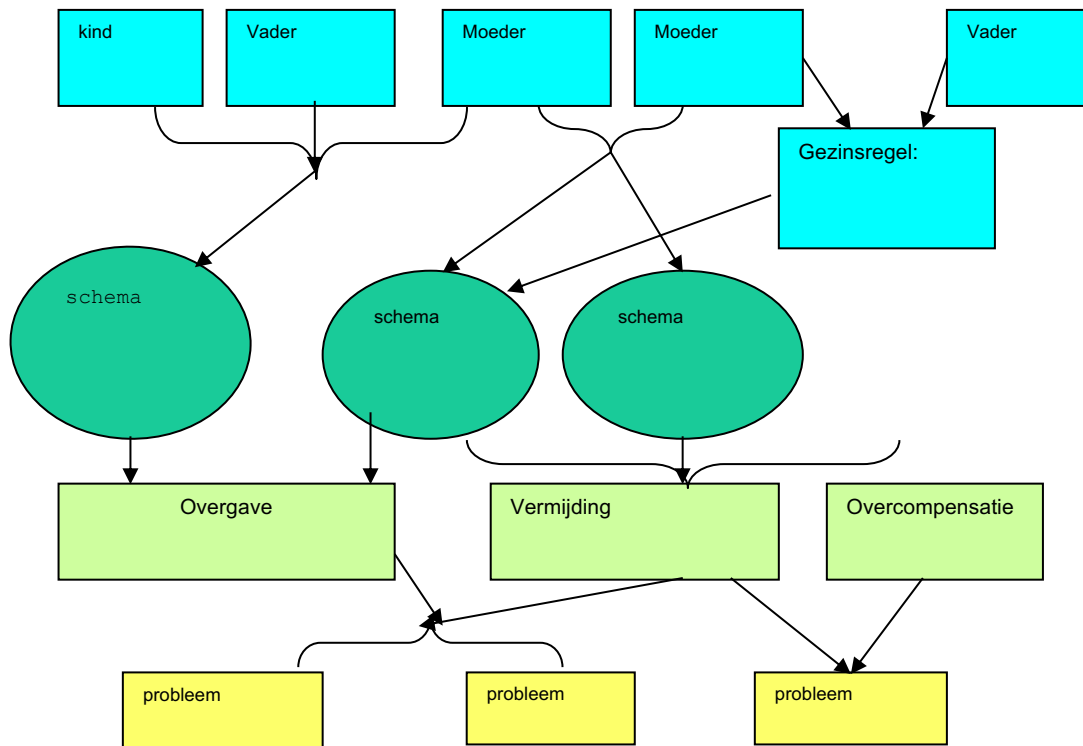 kind
Vader
Moeder
Moeder
Vader
Gezinsregel:
schema
schema
schema
Overgave
Vermijding
Overcompensatie
probleem
probleem
probleem